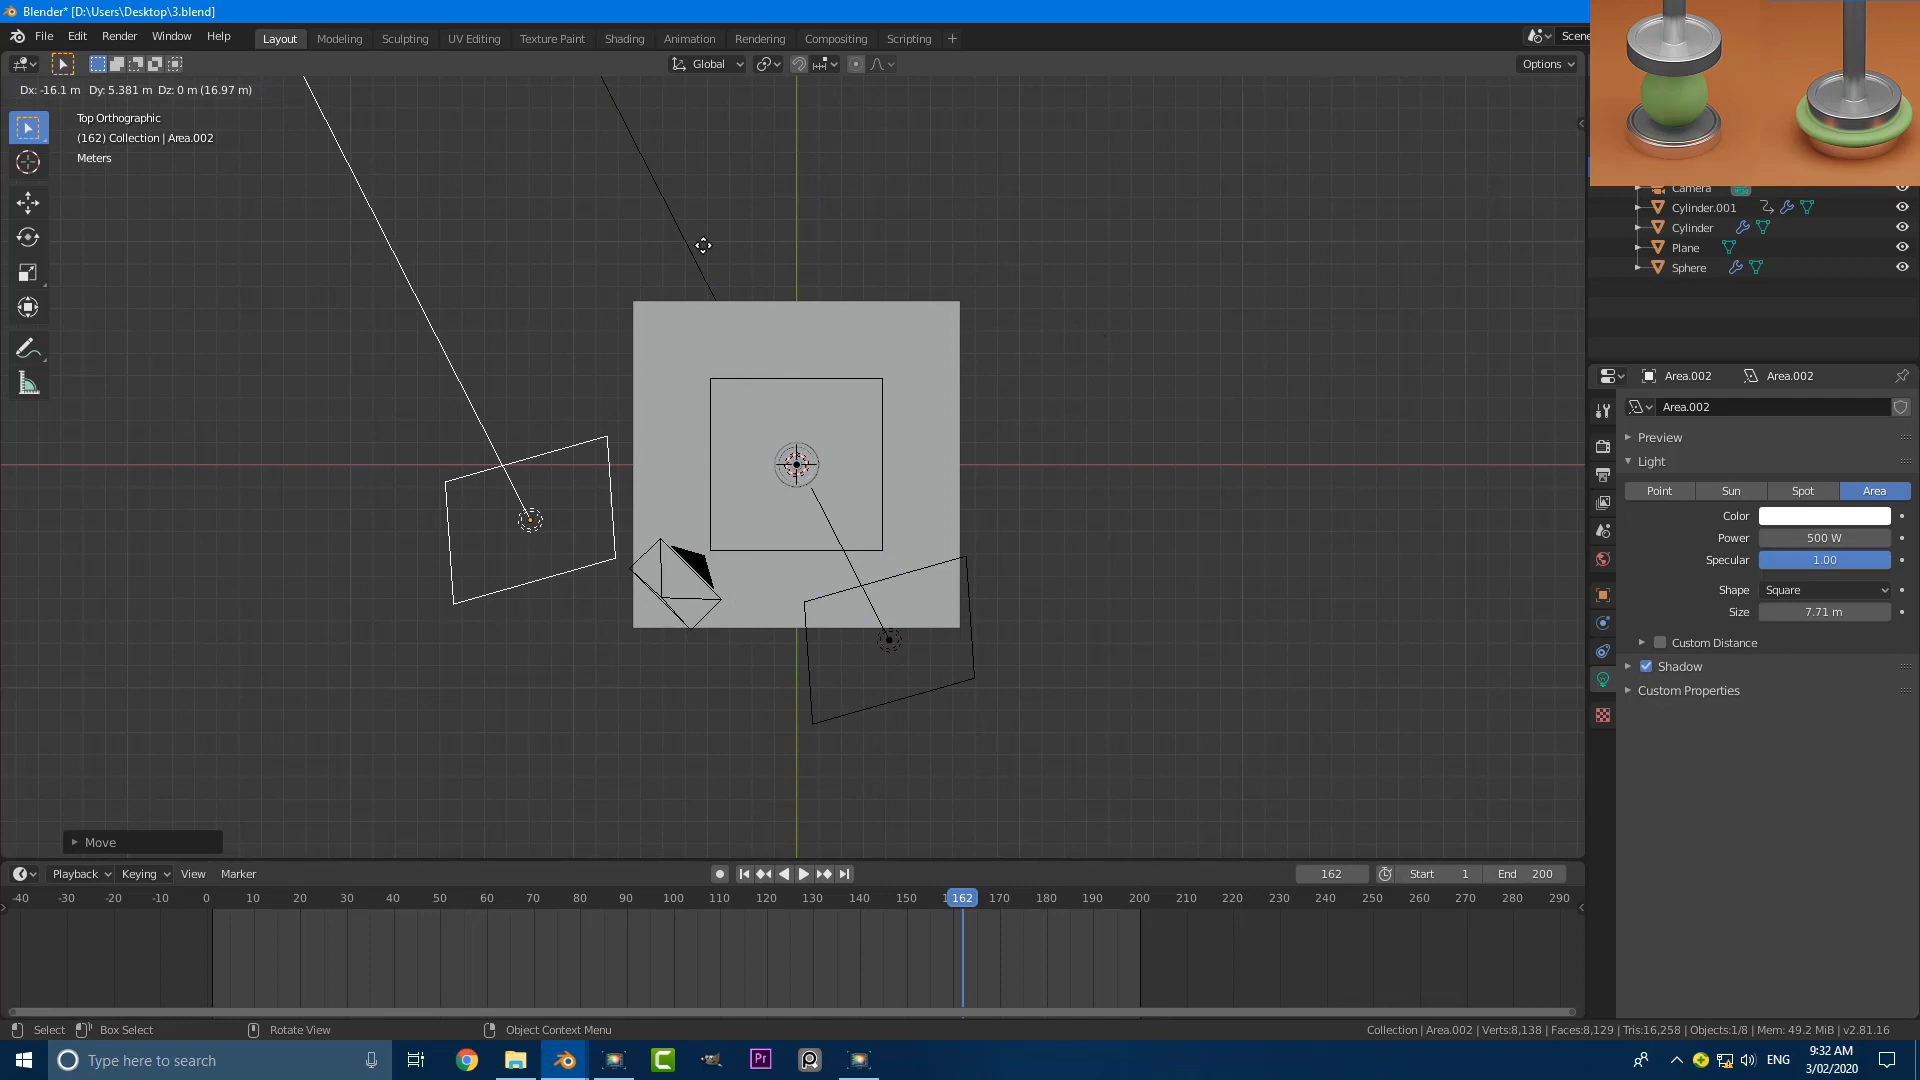 Blender* [D:\Users\Desktop\3.blend]
File Edit Render Window Help Layout Modeling Sculpting UV Editing Texture Paint Shading Animation Rendering Compositing Scripting + Scene
Global Options
Dx: -16.1 m Dy: 5.381 m Dz: 0 m (16.97 m)
Top Orthographic
(162) Collection | Area.002
Meters
Camera
Cylinder.001
Cylinder
Plane
Sphere
Area.002 Area.002
Area.002
Preview
Light
Point Sun Spot Area
Color
Power 500 W
Specular 1.00
Shape Square
Size 7.71 m
Custom Distance
Shadow
Custom Properties
Move
Playback Keying View Marker 162 Start 1 End 200
-40 -30 -20 -10 0 10 20 30 40 50 60 70 80 90 100 110 120 130 140 150 162 170 180 190 200 210 220 230 240 250 260 270 280 290
Select Box Select Rotate View Object Context Menu Collection | Area.002 | Verts:8,138 | Faces:8,129 | Tris:16,258 | Objects:1/8 | Mem: 49.2 MiB | v2.81.16
Type here to search ENG 9:32 AM
3/02/2020